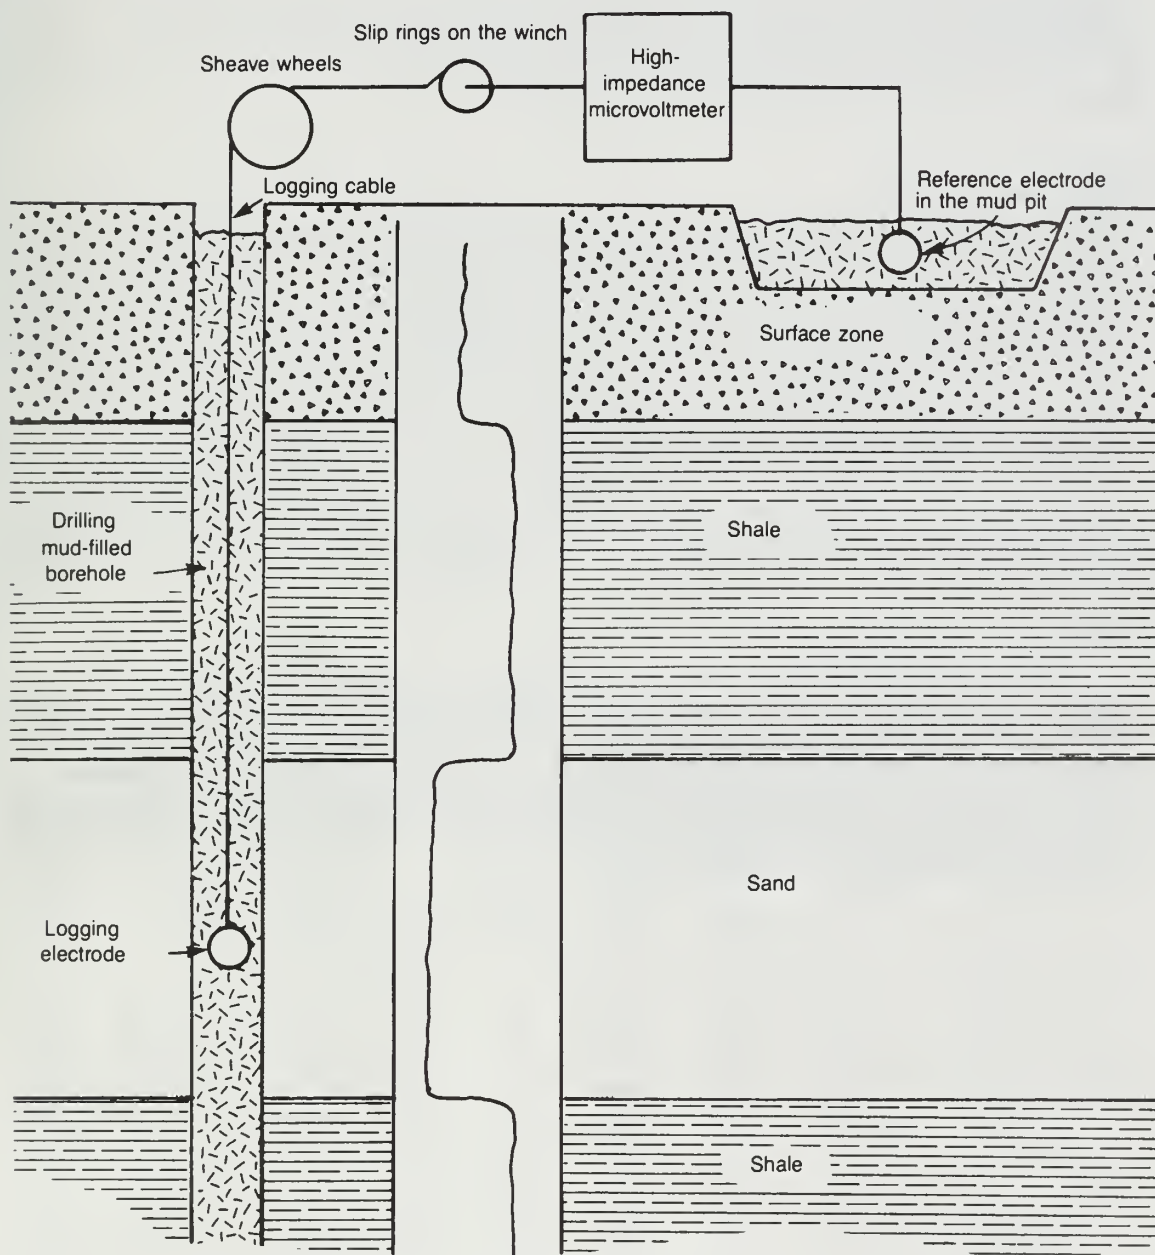 Slip rings on the winch
Sheave wheels
High-
impedance
microvoltmeter
Logging cable
Reference electrode
in the mud pit
Surface zone
Drilling
mud-filled
borehole
Shale
Sand
Logging
electrode
Shale